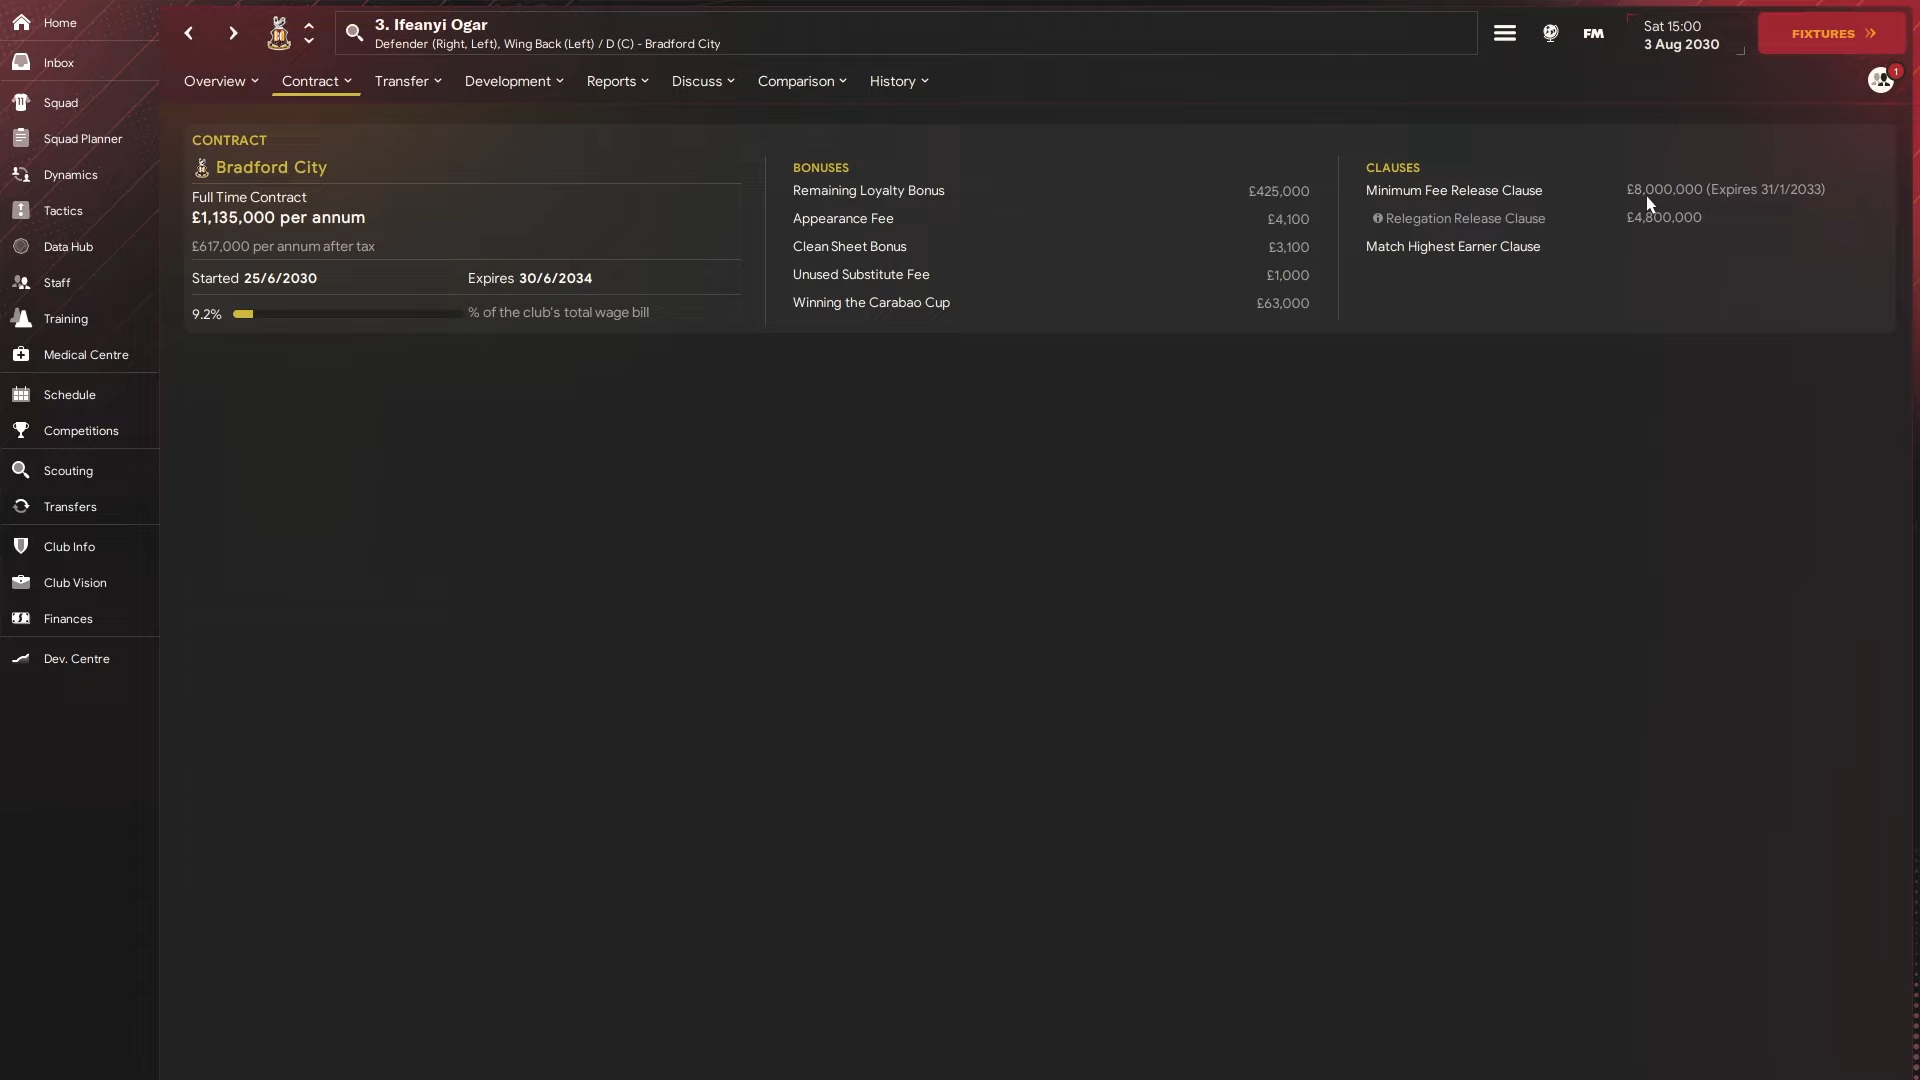 Home
Inbox
Squad
Squad Planner
Dynamics
Tactics
Data Hub
Staff
Training
Medical Centre
Schedule
Competitions
Scouting
Transfers
Club Info
Club Vision
Finances
Dev. Centre
3. Ifeanyi Ogar
Defender (Right, Left), Wing Back (Left) / D (C) - Bradford City
FM
Sat 15:00
3 Aug 2030
FIXTURES
Overview Contract Transfer Development Reports Discuss Comparison History
1
CONTRACT
Bradford City
Full Time Contract
£1,135,000 per annum
£617,000 per annum after tax
Started 25/6/2030 Expires 30/6/2034
9.2% % of the club's total wage bill
BONUSES
Remaining Loyalty Bonus £425,000
Appearance Fee £4,100
Clean Sheet Bonus £3,100
Unused Substitute Fee £1,000
Winning the Carabao Cup £63,000
CLAUSES
Minimum Fee Release Clause £8,000,000 (Expires 31/1/2033)
Relegation Release Clause £4,800,000
Match Highest Earner Clause